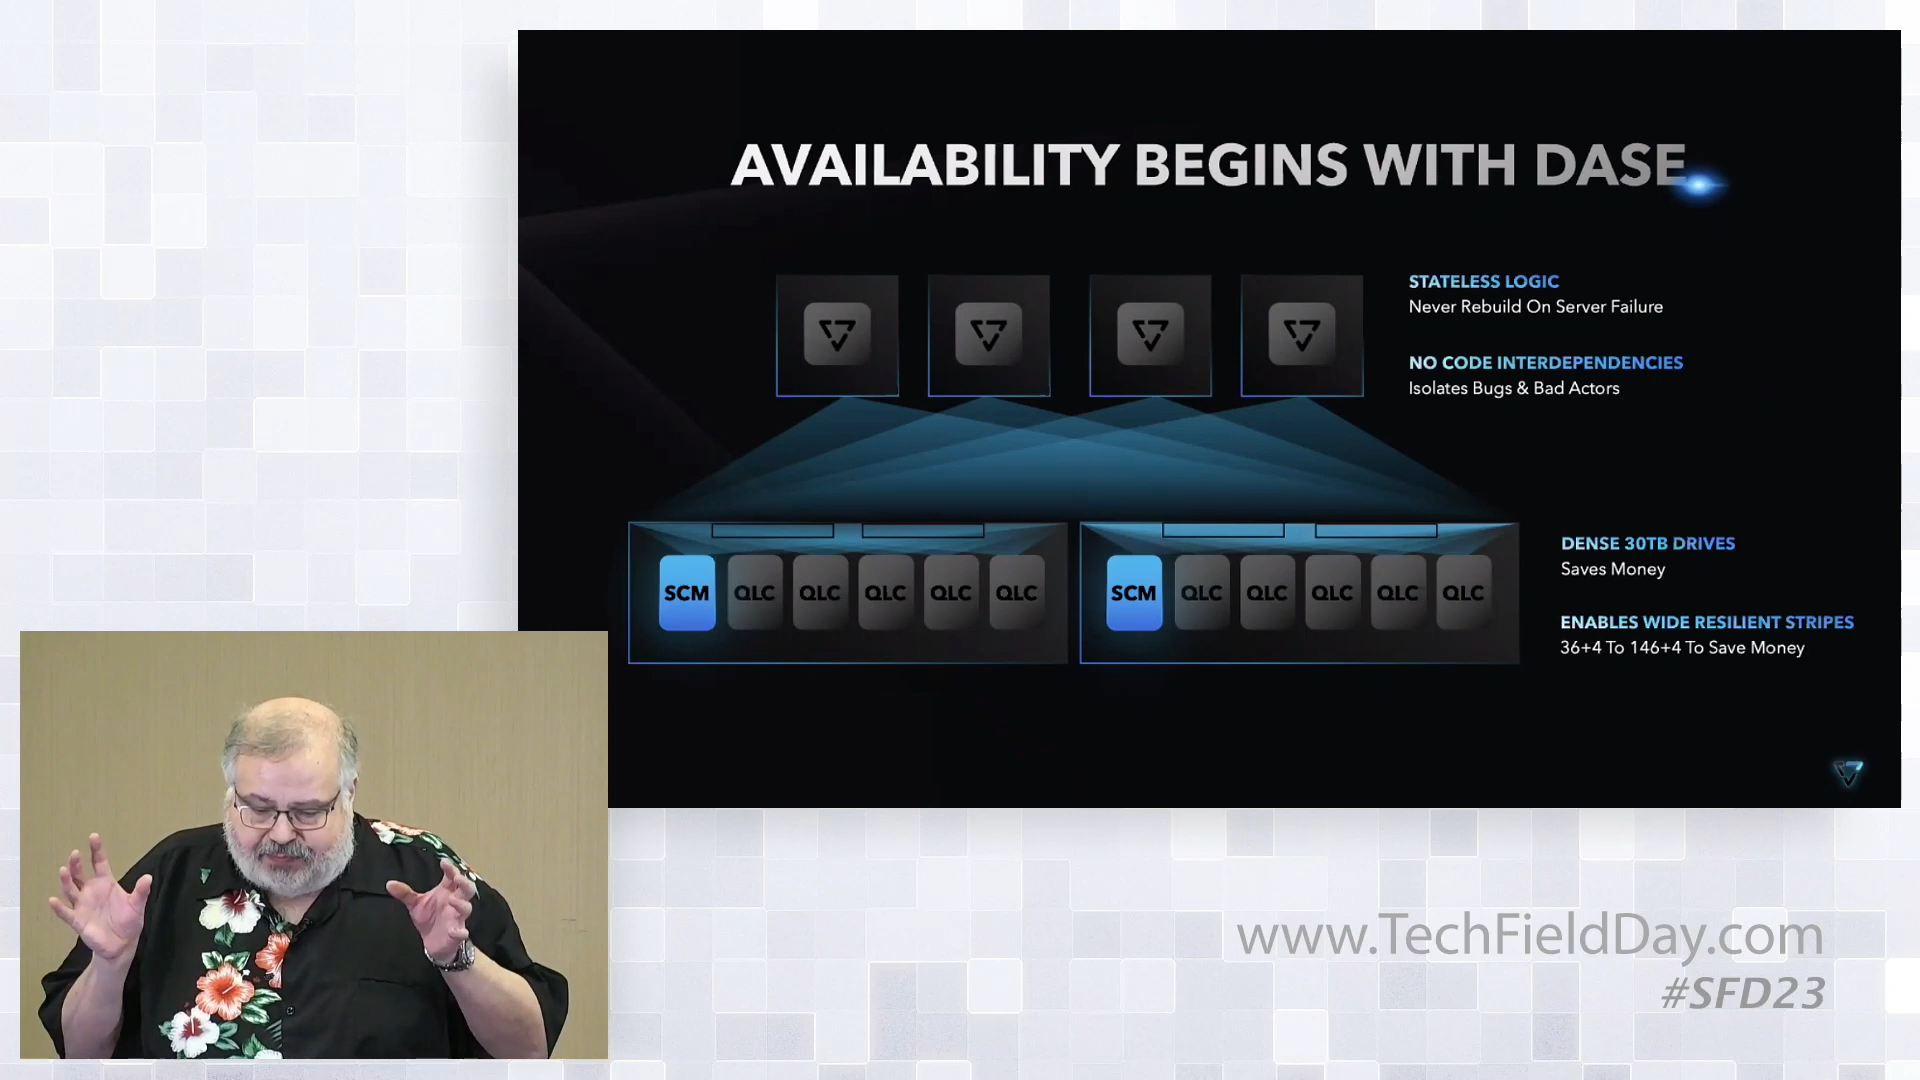 AVAILABILITY BEGINS WITH DASE
STATELESS LOGIC
Never Rebuild On Server Failure
NO CODE INTERDEPENDENCIES
Isolates Bugs & Bad Actors
SCM QLC QLC QLC QLC QLC
SCM QLC QLC QLC QLC QLC
DENSE 30TB DRIVES
Saves Money
ENABLES WIDE RESILIENT STRIPES
36+4 To 146+4 To Save Money
www.TechFieldDay.com
#SFD23